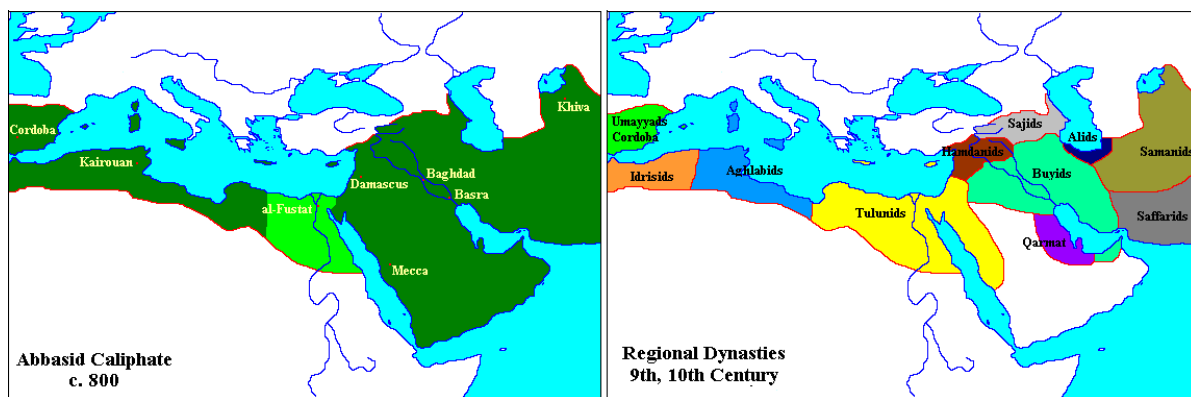 Cordoba
Kairouan
Khiva
Baghdad
Damascus
Basra
al-Fustat
Mecca
Abbasid Caliphate
c. 800
Umayyads
Cordoba
Idrisids
Aghlabids
Sajids
Alids
Hamdanids
Samanids
Buyids
Tulunids
Saffarids
Qarmat
Regional Dynasties
9th, 10th Century